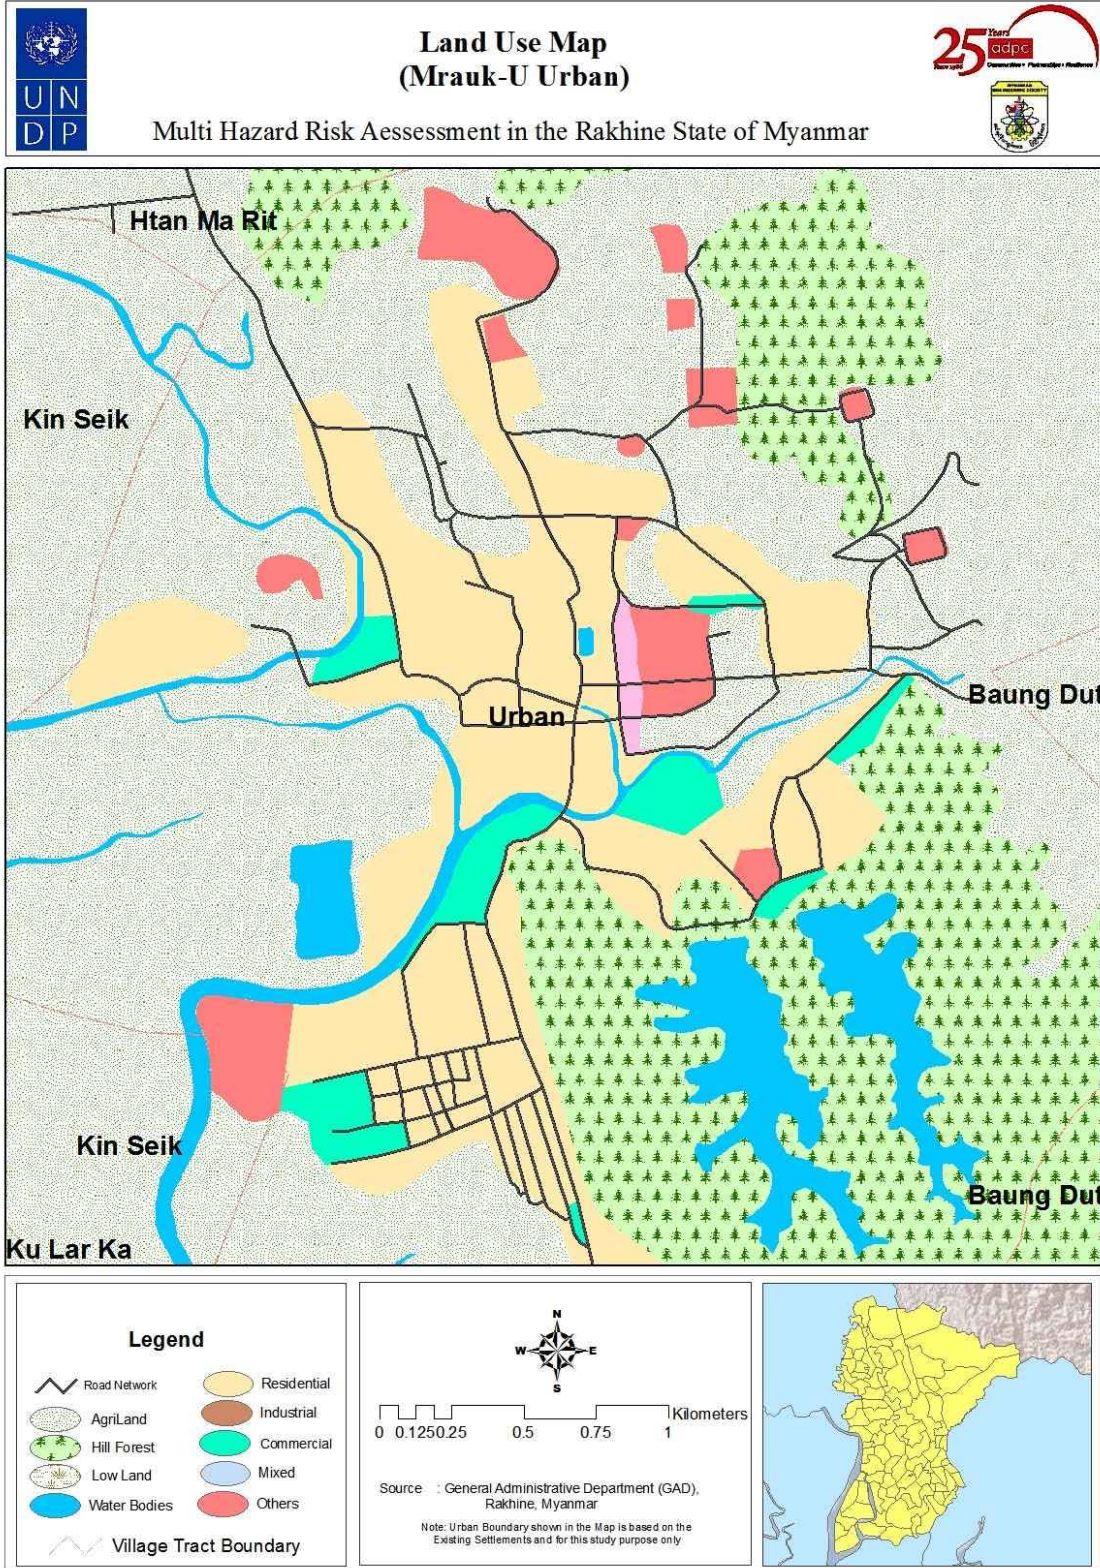 Land Use Map
(Mrauk-U Urban)
Multi Hazard Risk Aessessment in the Rakhine State of Myanmar
U N
D P
25 Years
adpc
Htan Ma Rit
Kin Seik
Baung Dut
Urban
Kin Seik
Baung Dut
Ku Lar Ka
Legend
Road Network
AgriLand
Hill Forest
Low Land
Water Bodies
Village Tract Boundary
Residential
Industrial
Commercial
Mixed
Others
N
W E
S
Kilometers
0 0.125 0.25 0.5 0.75 1
Source : General Administrative Department (GAD),
Rakhine, Myanmar
Note: Urban Boundary shown in the Map is based on the
Existing Settlements and for this study purpose only